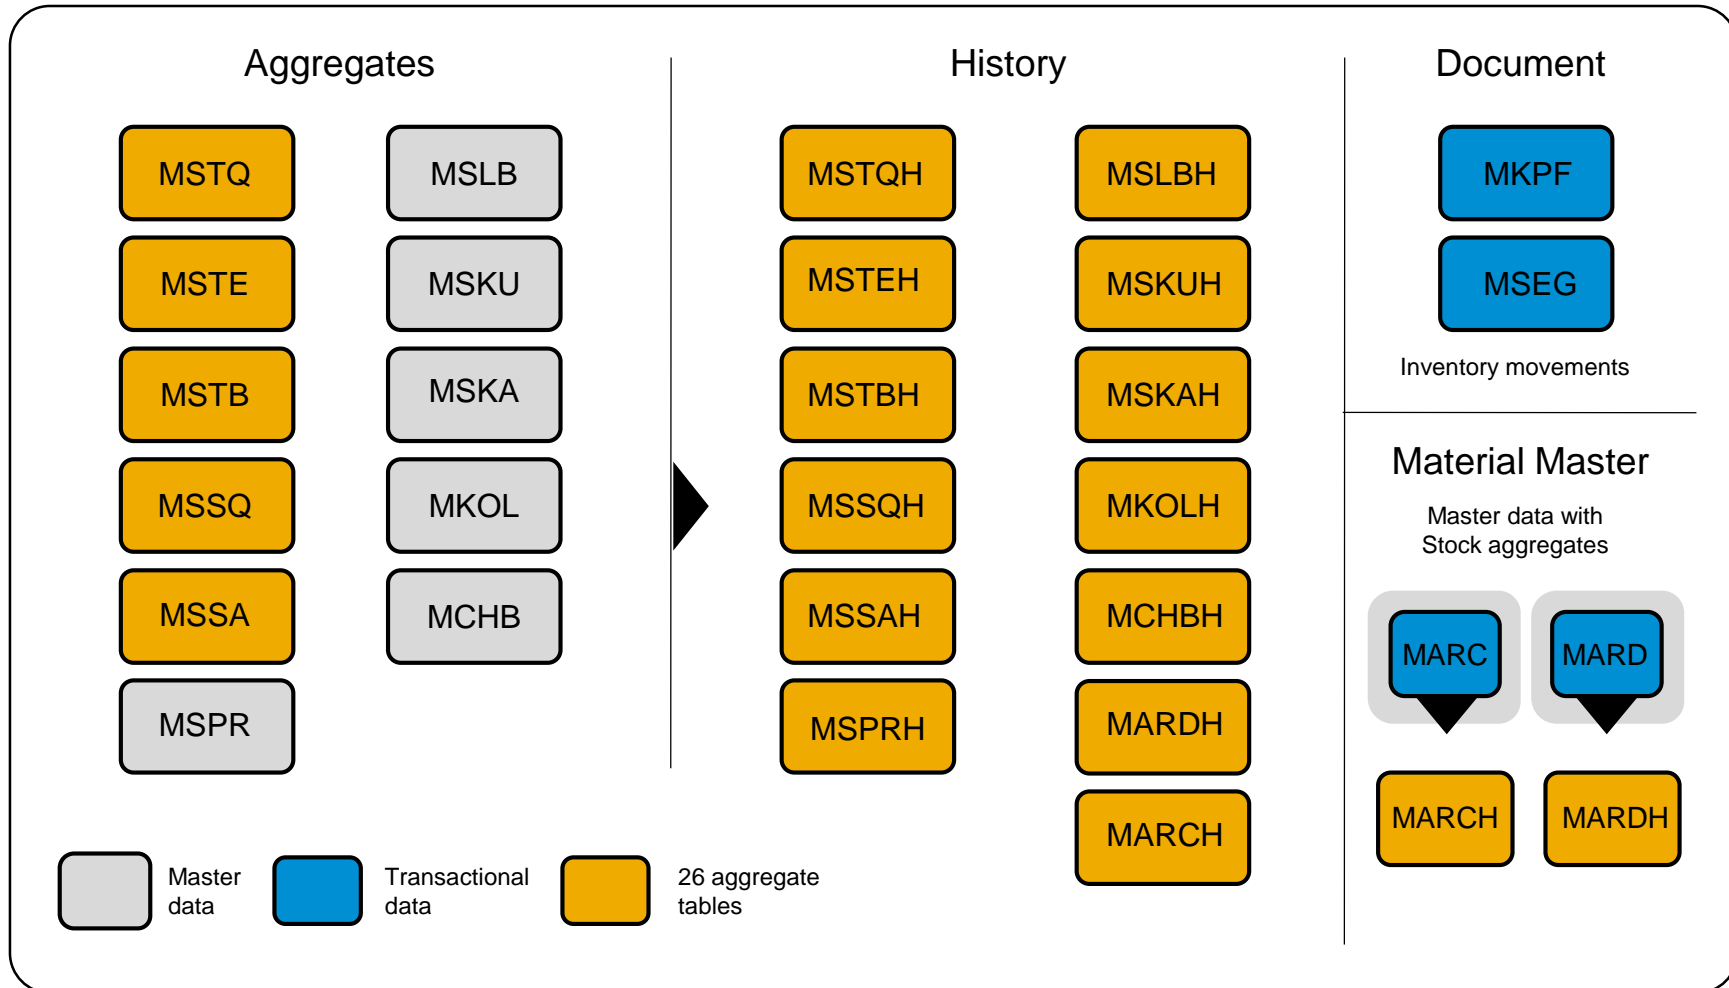 Aggregates
MSTQ
MSLB
MSTE
MSKU
MSTB
MSKA
MSSQ
MKOL
MSSA
MCHB
MSPR
History
MSTQH
MSLBH
MSTEH
MSKUH
MSTBH
MSKAH
MSSQH
MKOLH
MSSAH
MCHBH
MSPRH
MARDH
MARCH
Document
MKPF
MSEG
Inventory movements
Material Master
Master data with
Stock aggregates
MARC
MARD
MARCH
MARDH
Master
data
Transactional
data
26 aggregate
tables